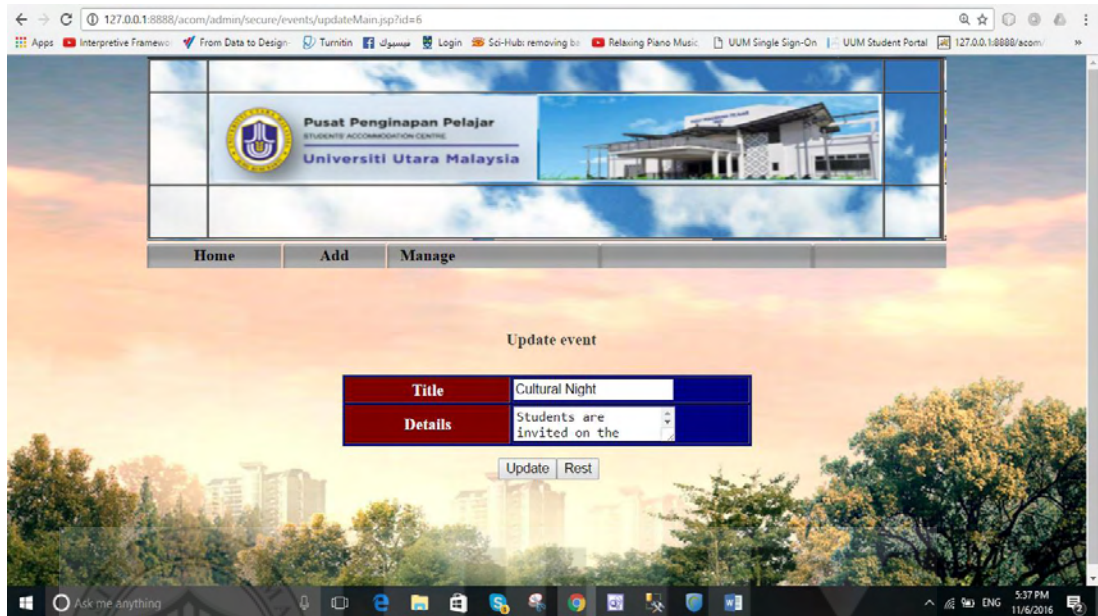 127.0.0.1:8888/acom/admin/secure/events/updateMain.jsp?id=6
Apps Interpretive Framewo From Data to Design- Turnitin فيسبوك Login Sci-Hub: removing ba Relaxing Piano Music UUM Single Sign-On UUM Student Portal 127.0.0.1:8888/acom/ »
Pusat Penginapan Pelajar
STUDENTS' ACCOMMODATION CENTRE
Universiti Utara Malaysia
Home Add Manage
Update event
Title Cultural Night
Details Students are
invited on the
Update Rest
Ask me anything
ENG 5:37 PM
11/6/2016